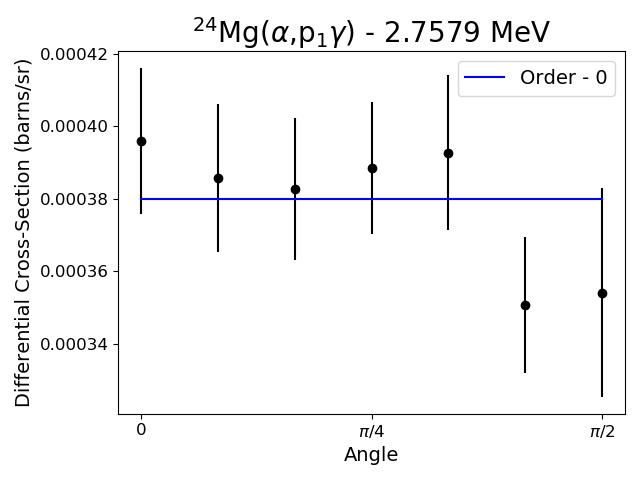 ²⁴Mg(α,p₁γ) - 2.7579 MeV
Order - 0
Differential Cross-Section (barns/sr)
0.00042
0.00040
0.00038
0.00036
0.00034
0
π/4
π/2
Angle